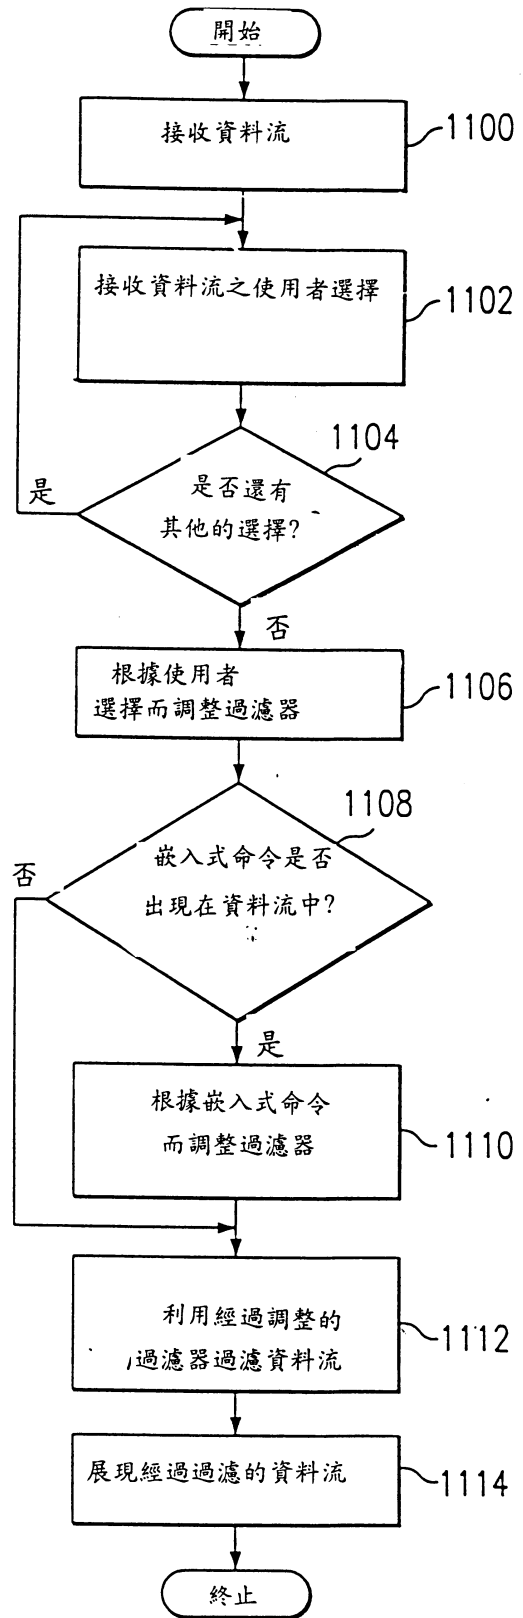 開始
接收資料流
1100
接收資料流之使用者選擇
1102
1104
是否還有
其他的選擇?
是
否
根據使用者
選擇而調整過濾器
1106
1108
嵌入式命令是否
出現在資料流中?
否
是
根據嵌入式命令
而調整過濾器
1110
利用經過調整的
過濾器過濾資料流
1112
展現經過過濾的資料流
1114
終止